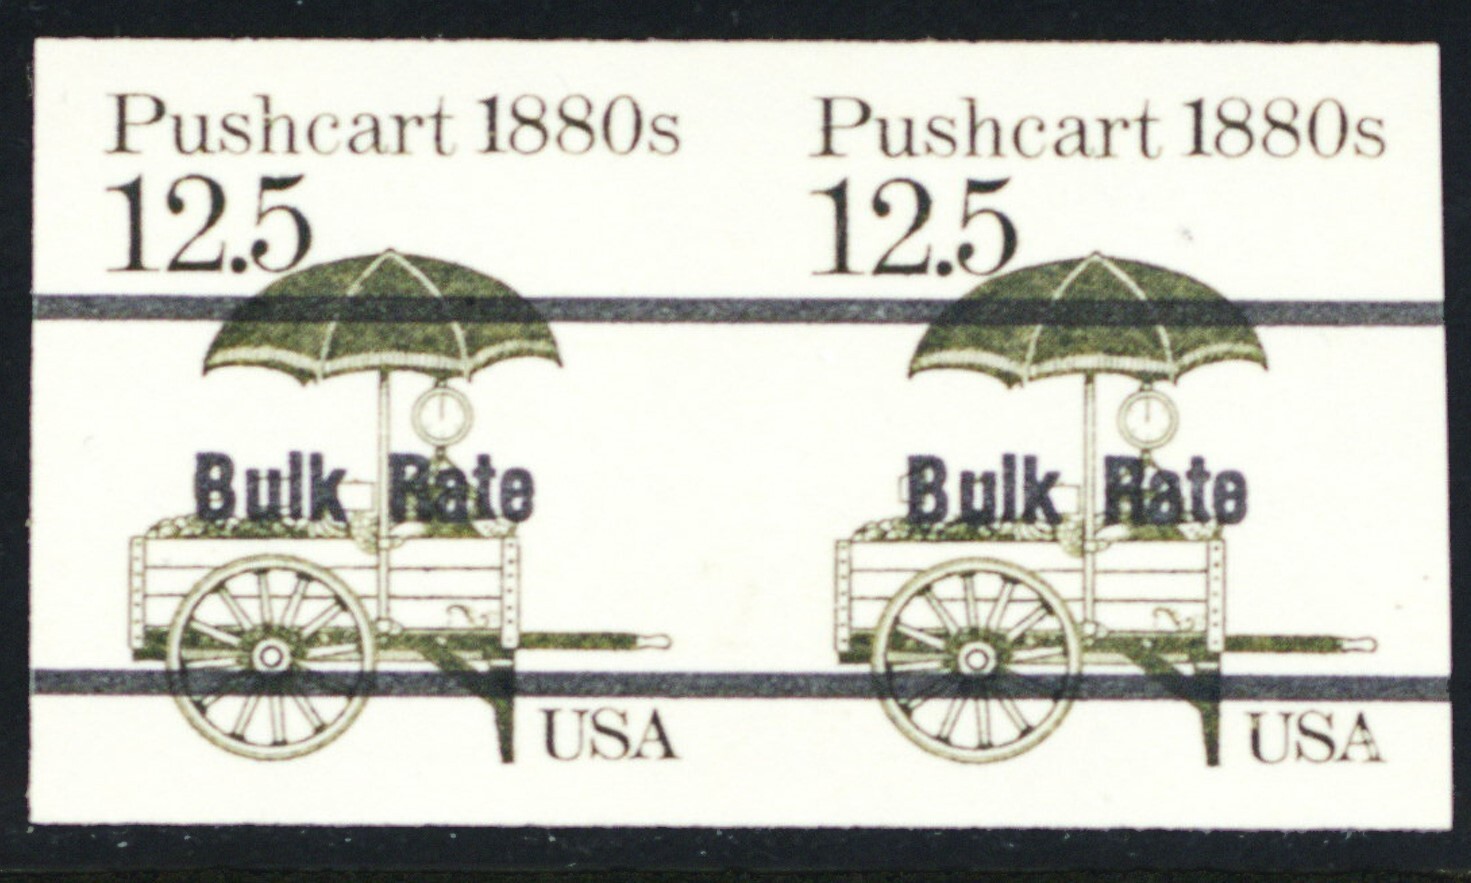 Pushcart 1880s
12.5
Bulk Rate
USA
Pushcart 1880s
12.5
Bulk Rate
USA